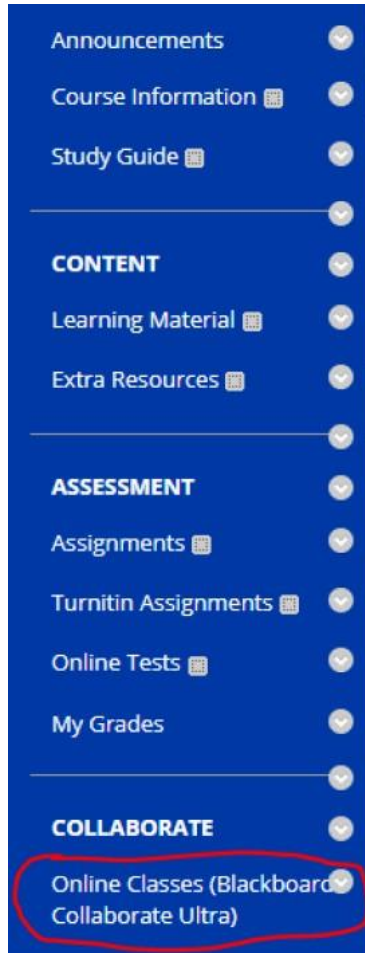 Announcements
Course Information
Study Guide
CONTENT
Learning Material
Extra Resources
ASSESSMENT
Assignments
Turnitin Assignments
Online Tests
My Grades
COLLABORATE
Online Classes (Blackboard
Collaborate Ultra)